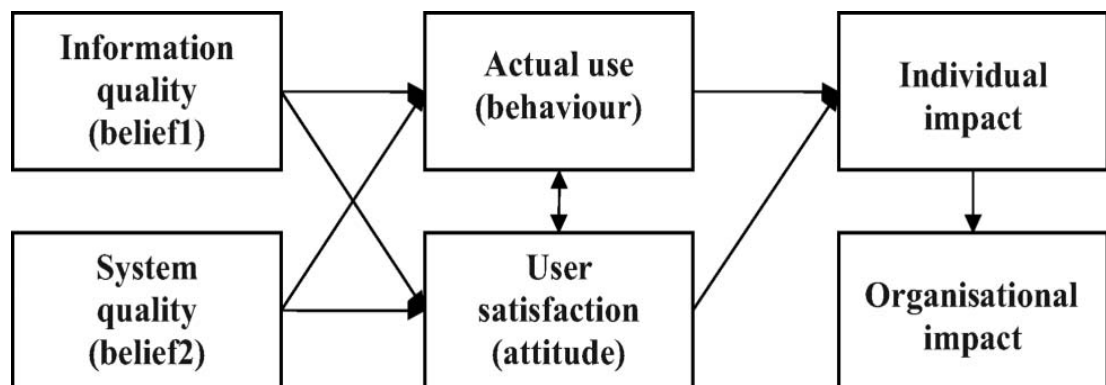 Information
quality
(belief1)
Actual use
(behaviour)
Individual
impact
System
quality
(belief2)
User
satisfaction
(attitude)
Organisational
impact